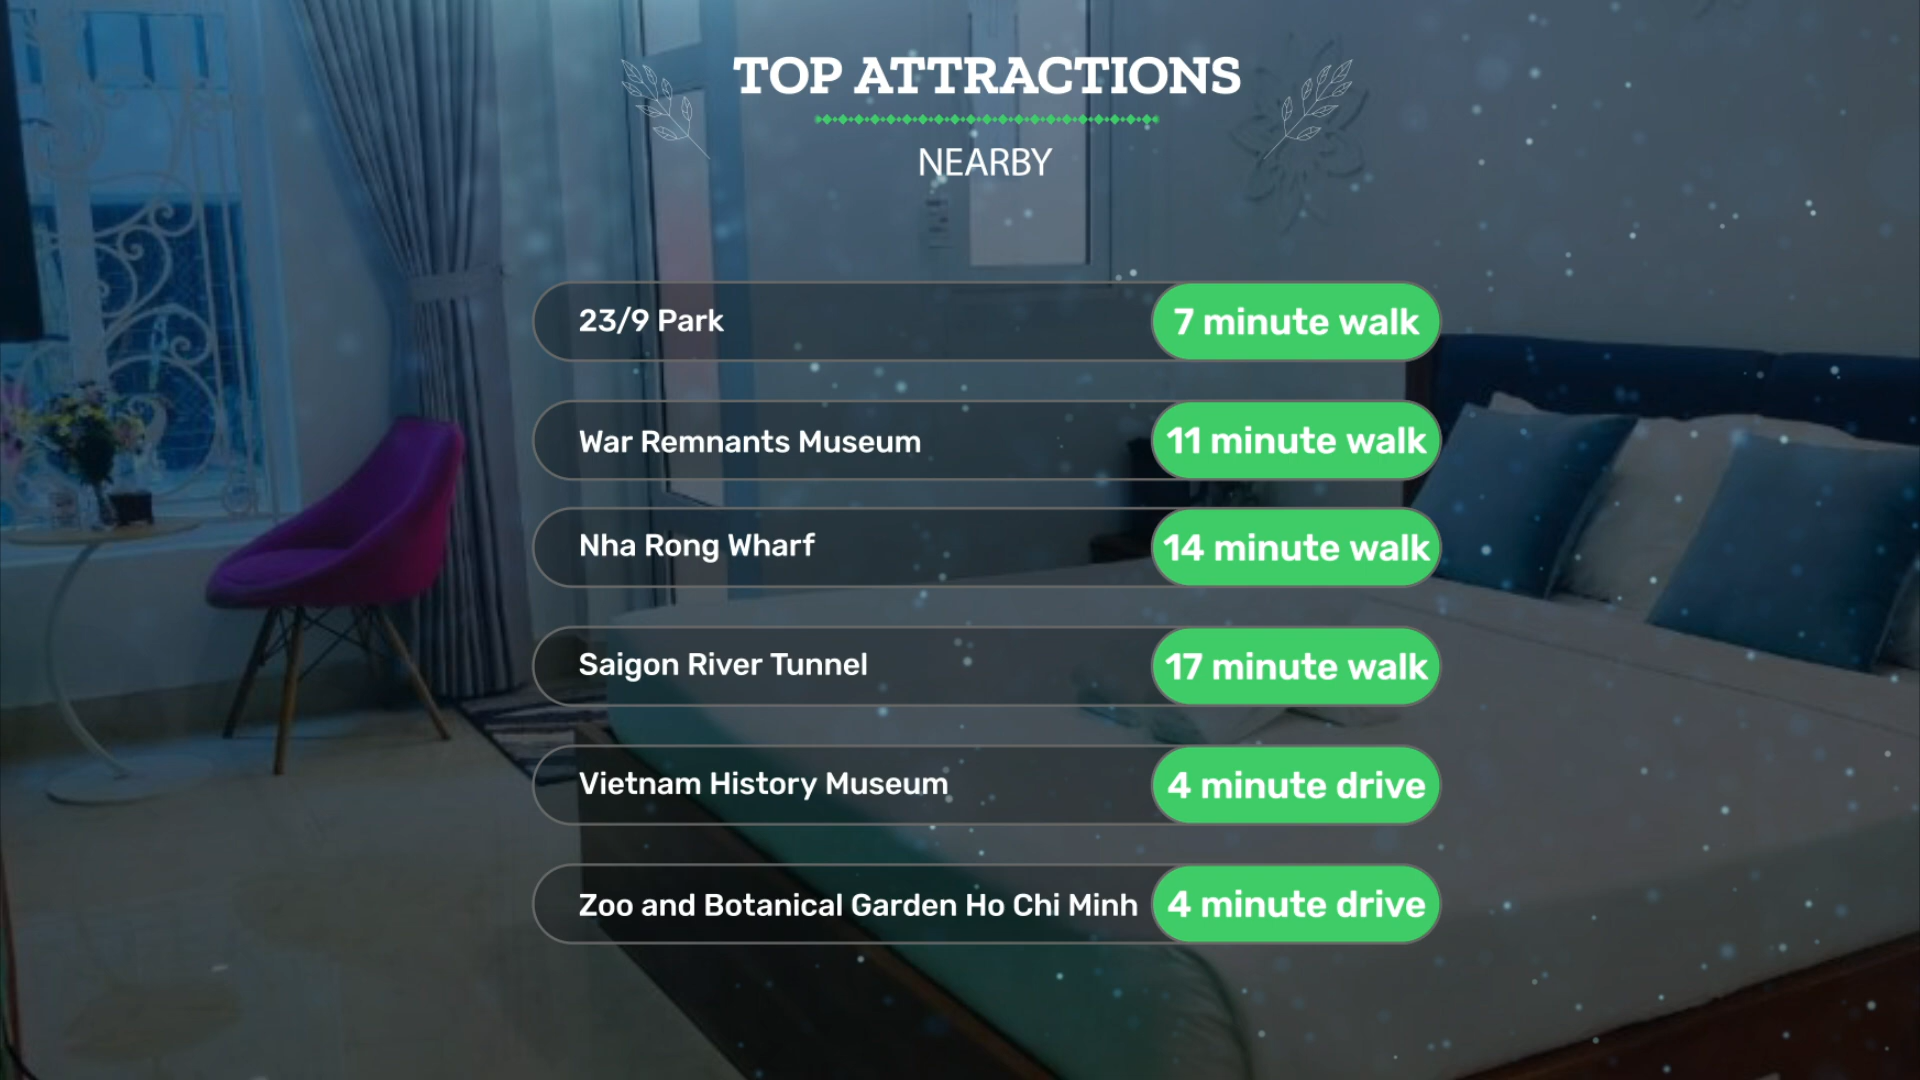 TOP ATTRACTIONS
NEARBY
23/9 Park 7 minute walk
War Remnants Museum 11 minute walk
Nha Rong Wharf 14 minute walk
Saigon River Tunnel 17 minute walk
Vietnam History Museum 4 minute drive
Zoo and Botanical Garden Ho Chi Minh 4 minute drive